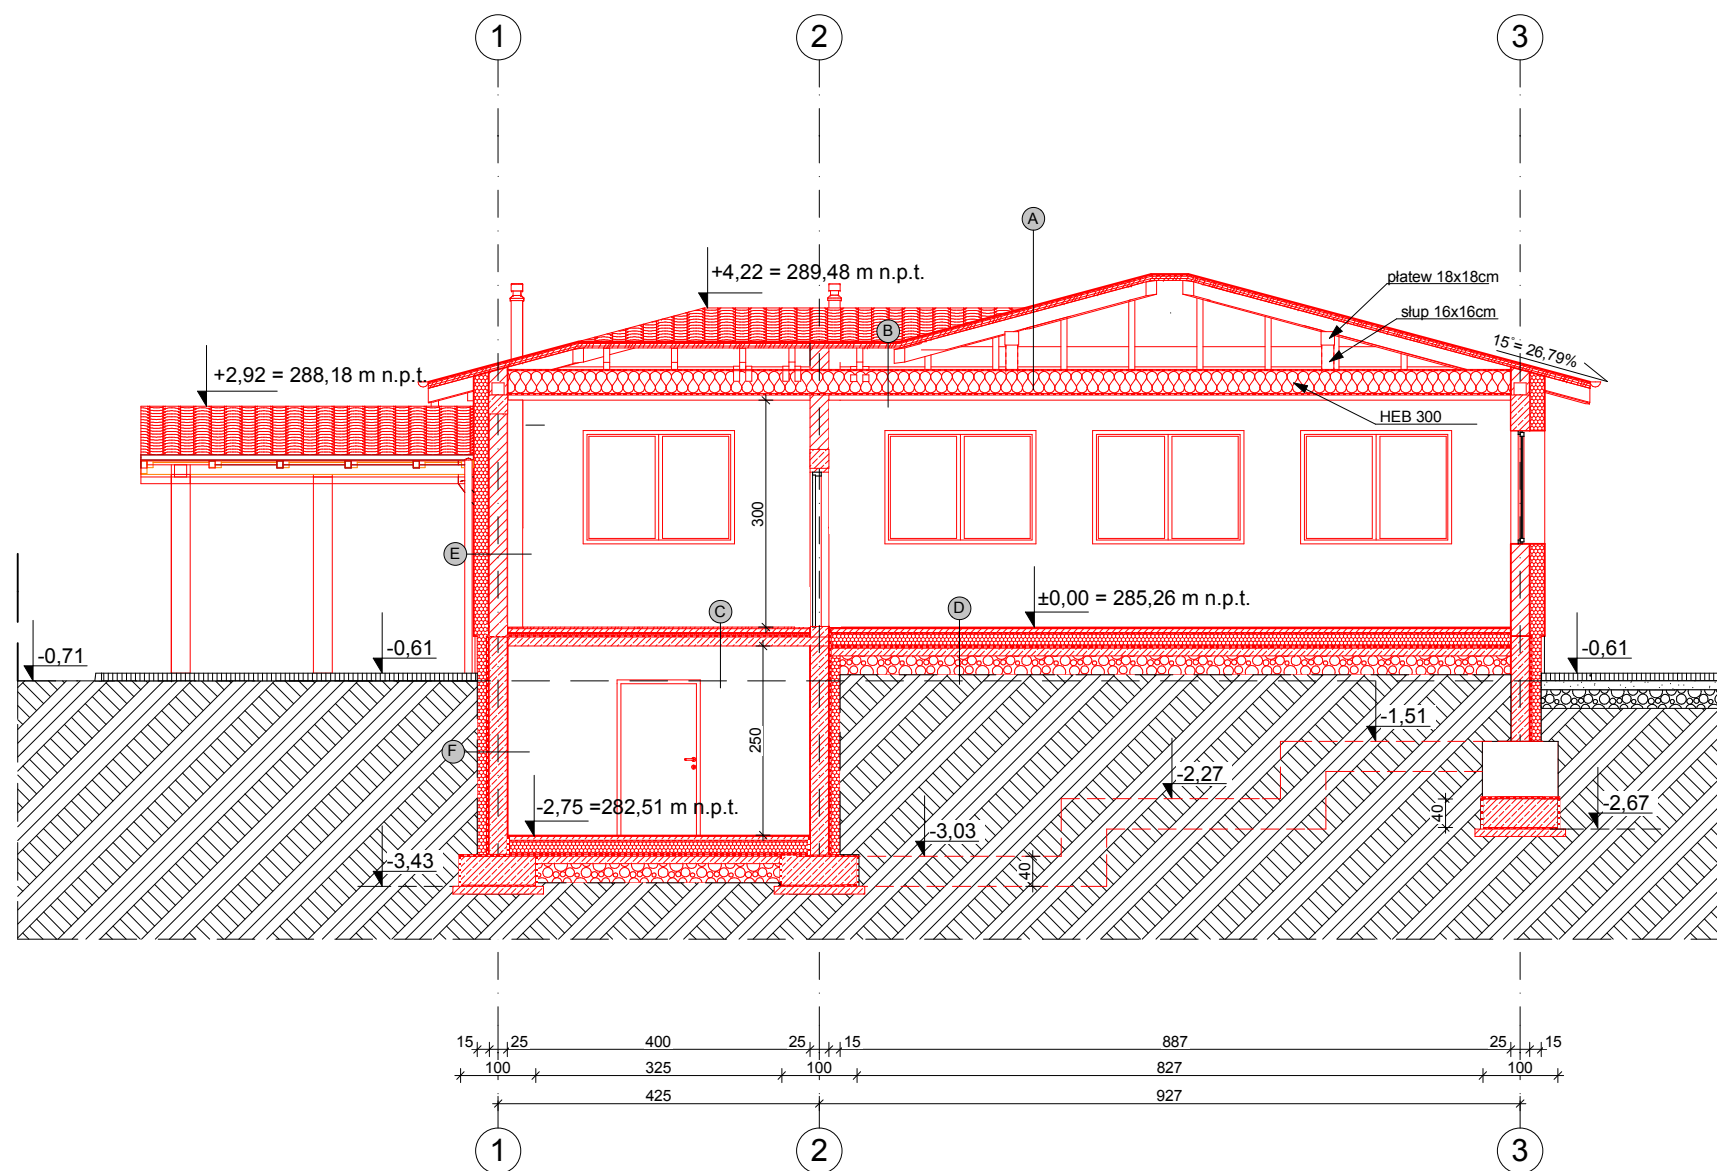 1
2
3
A
+4,22 = 289,48 m n.p.t.
płatew 18x18cm
słup 16x16cm
B
15°= 26,79%
+2,92 = 288,18 m n.p.t.
HEB 300
300
E
C
D
±0,00 = 285,26 m n.p.t.
-0,71
-0,61
-0,61
-1,51
F
250
-2,27
-2,75 =282,51 m n.p.t.
40
-2,67
-3,03
-3,43
40
15 25 400 25 15 887 25 15
100 325 100 827 100
425 927
1
2
3